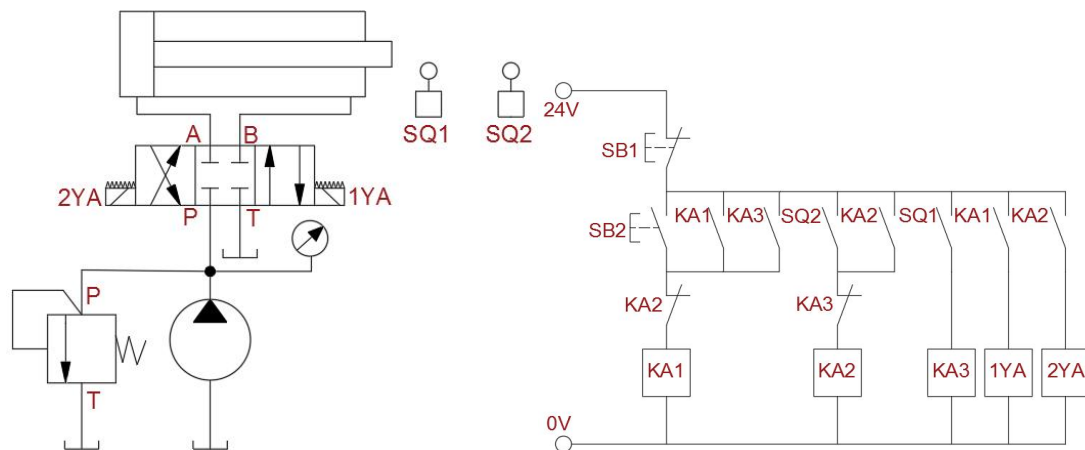 SQ1
SQ2
A
B
2YA
1YA
P
T
P
T
24V
SB1
SB2
KA1
KA3
SQ2
KA2
SQ1
KA1
KA2
KA2
KA3
KA1
KA2
KA3
1YA
2YA
0V